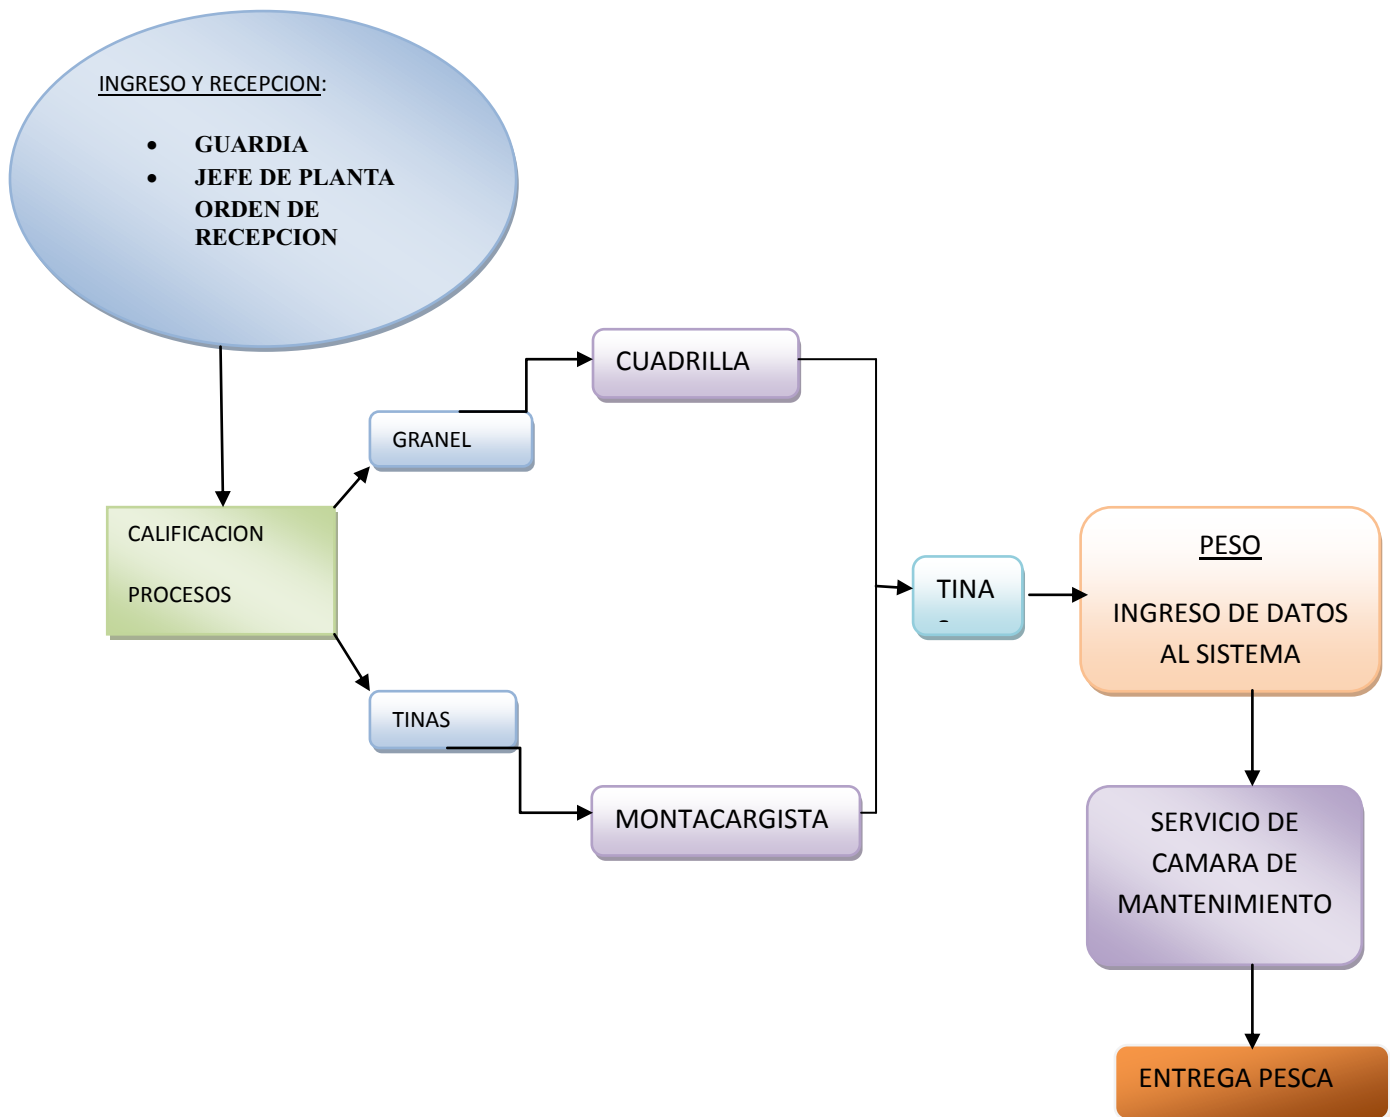 INGRESO Y RECEPCION:
• GUARDIA
• JEFE DE PLANTA
ORDEN DE
RECEPCION
CUADRILLA
GRANEL
CALIFICACION
PROCESOS
TINAS
MONTACARGISTA
TINA
PESO
INGRESO DE DATOS
AL SISTEMA
SERVICIO DE
CAMARA DE
MANTENIMIENTO
ENTREGA PESCA